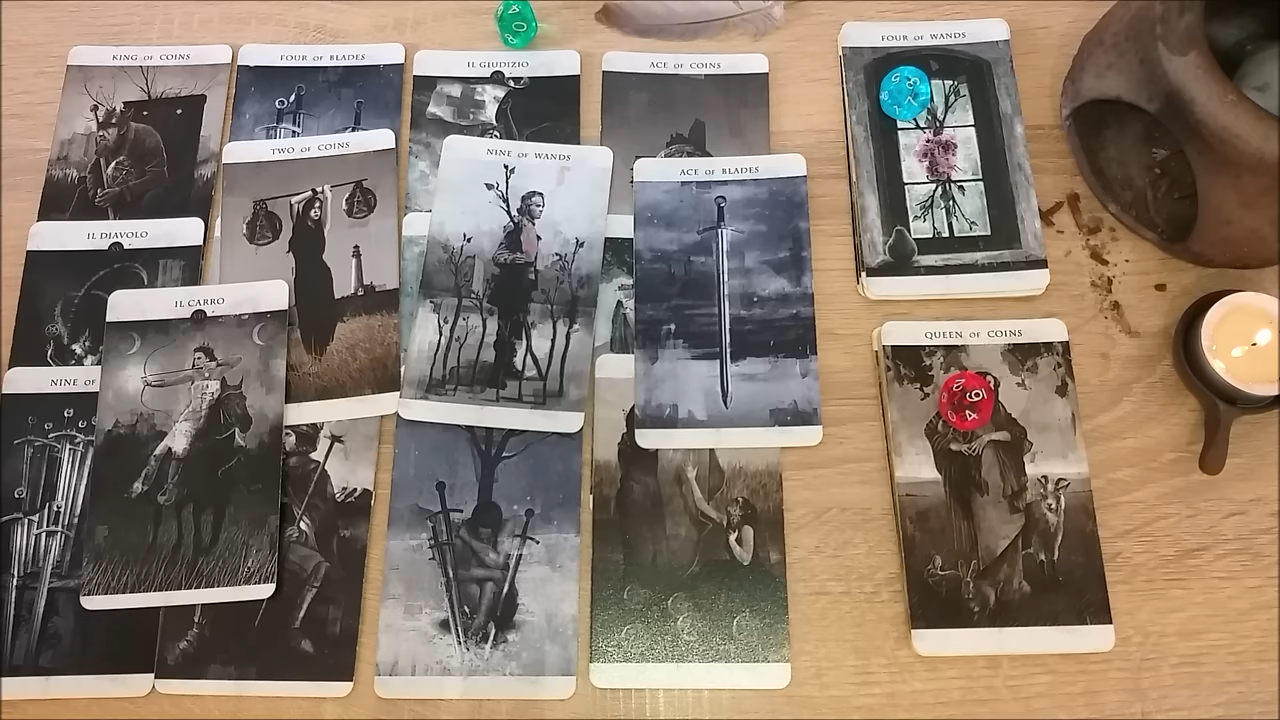 KING OF COINS
FOUR OF BLADES
IL GIUDIZIO
ACE OF COINS
FOUR OF WANDS
TWO OF COINS
NINE OF WANDS
ACE OF BLADES
IL DIAVOLO
IL CARRO
QUEEN OF COINS
NINE OF